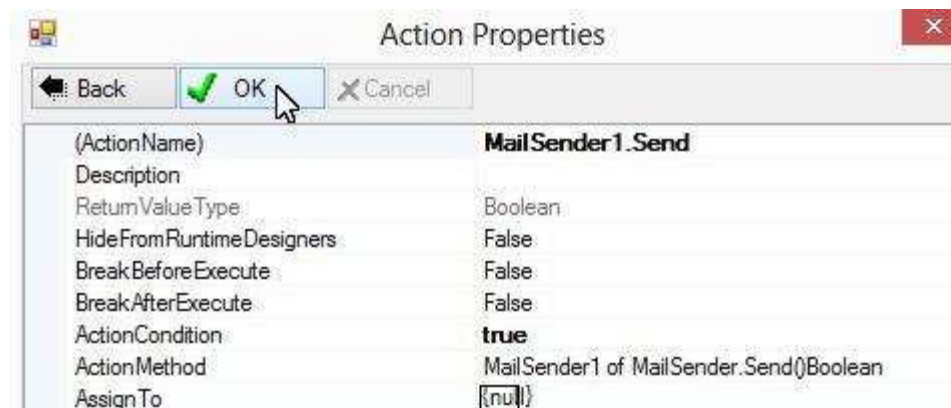 Action Properties
Back OK Cancel
(ActionName) MailSender1.Send
Description
ReturnValueType Boolean
HideFromRuntimeDesigners False
BreakBeforeExecute False
BreakAfterExecute False
ActionCondition true
ActionMethod MailSender1 of MailSender.Send()Boolean
AssignTo {null}